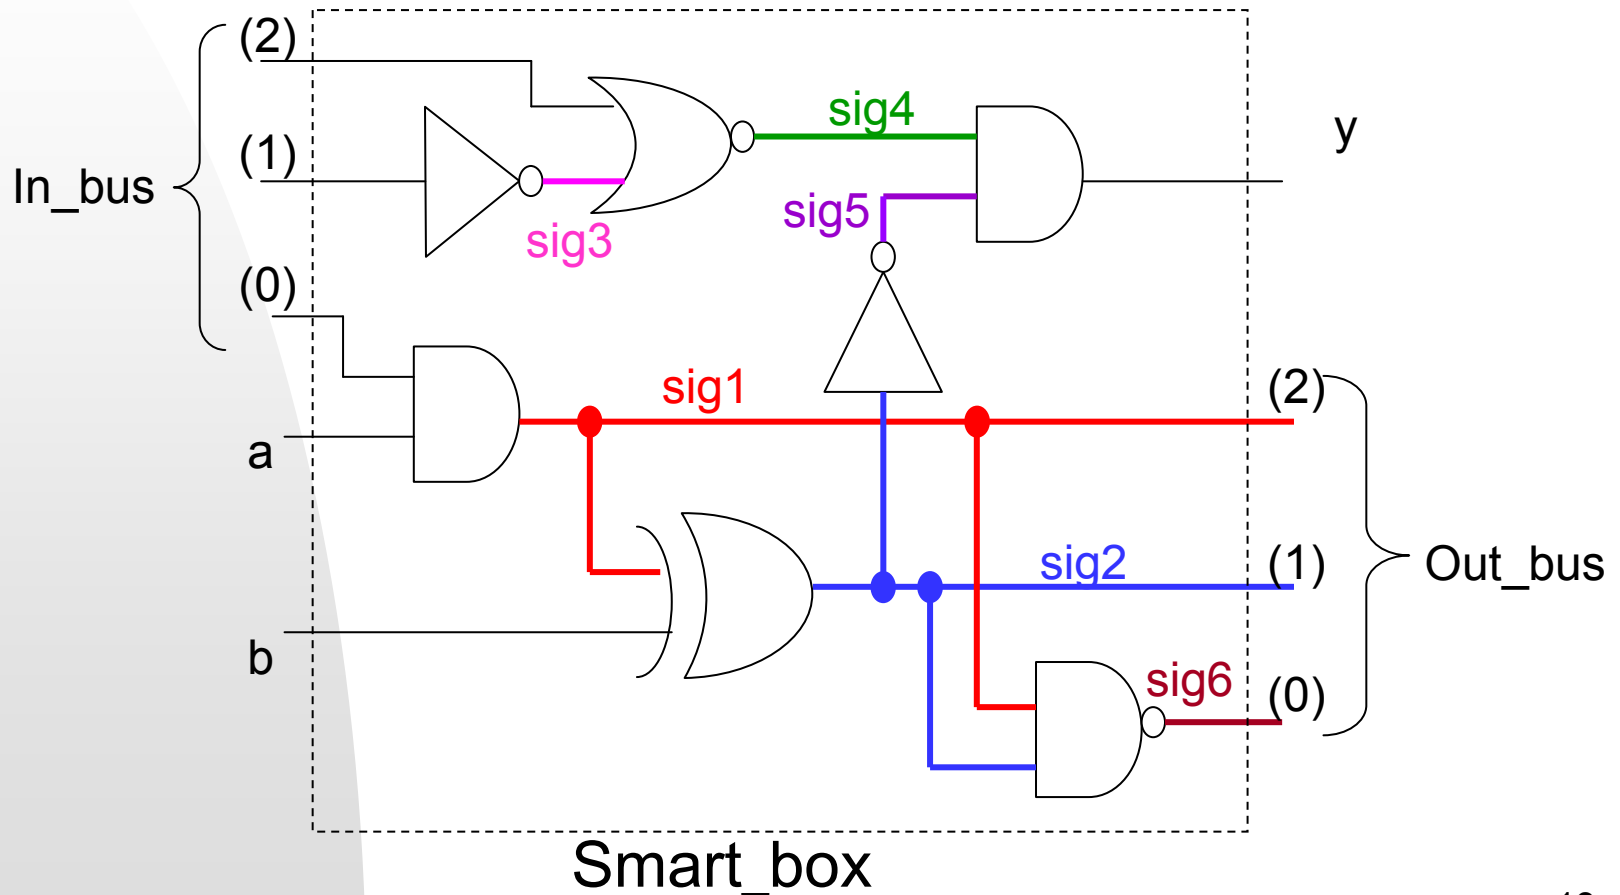 (2)
sig4
y
(1)
In_bus
sig5
sig3
(0)
sig1
(2)
a
sig2
(1)
Out_bus
b
sig6
(0)
Smart_box